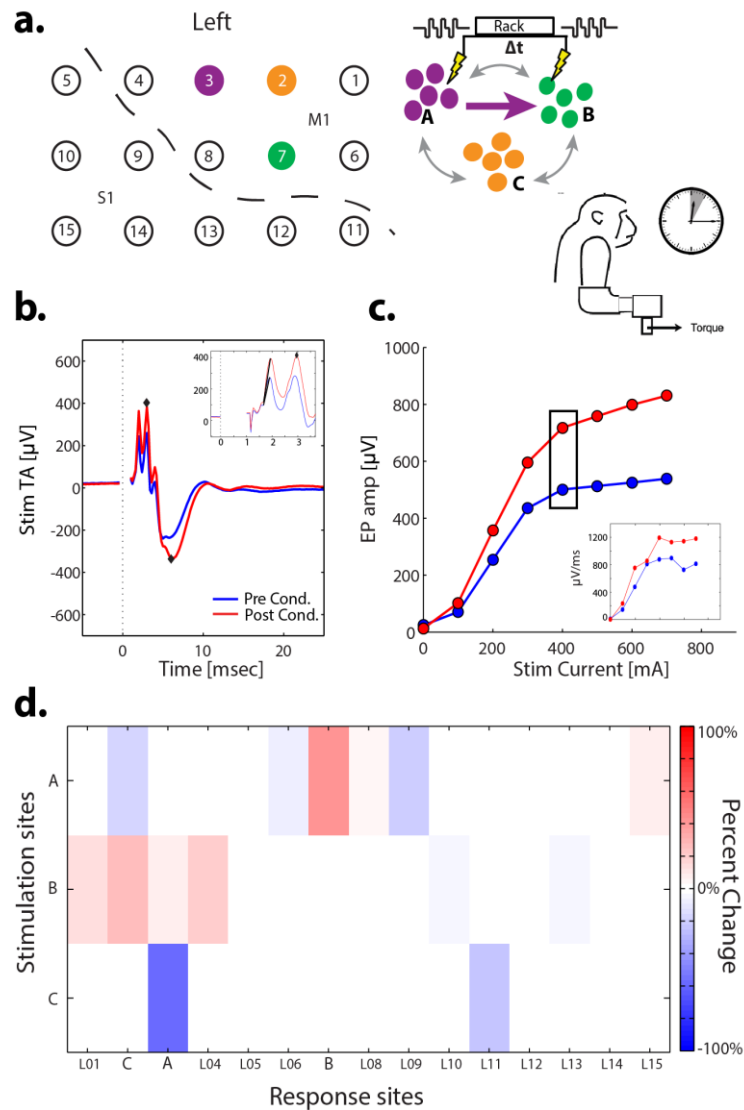 a.
Left
5 4 3 2 1
M1
10 9 8 7 6
S1
15 14 13 12 11
Rack
Δt
A
B
C
Torque
b.
Stim TA [µV]
600
400
200
0
-200
-400
-600
400
200
0
0 1 2 3
Pre Cond.
Post Cond.
0 10 20
Time [msec]
c.
EP amp [µV]
1000
800
600
400
200
0
µV/ms
1200
800
400
0
0 200 400 600 800
Stim Current [mA]
d.
Stimulation sites
A
B
C
L01 C A L04 L05 L06 B L08 L09 L10 L11 L12 L13 L14 L15
Response sites
100%
0%
-100%
Percent Change